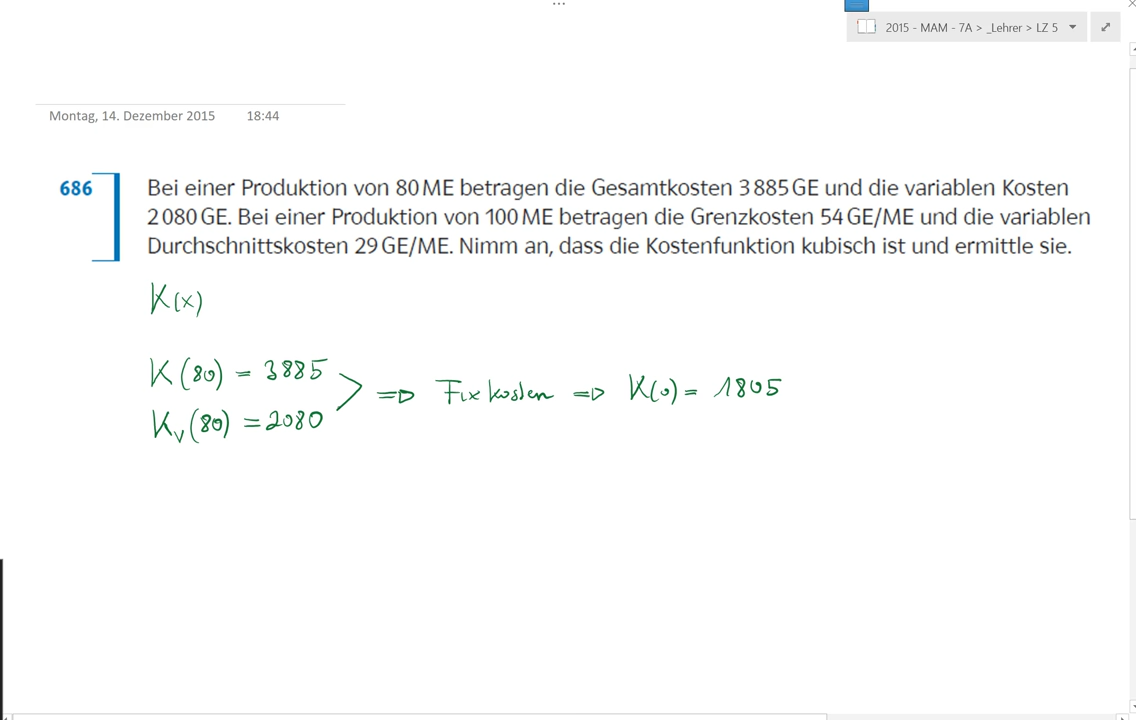 ...
2015 - MAM - 7A > _Lehrer > LZ 5
Montag, 14. Dezember 2015 18:44
686 Bei einer Produktion von 80 ME betragen die Gesamtkosten 3 885 GE und die variablen Kosten
2 080 GE. Bei einer Produktion von 100 ME betragen die Grenzkosten 54 GE/ME und die variablen
Durchschnittskosten 29 GE/ME. Nimm an, dass die Kostenfunktion kubisch ist und ermittle sie.
K(x)
K(80) = 3885
⇒ Fixkosten ⇒ K(0) = 1805
Kv(80) = 2080